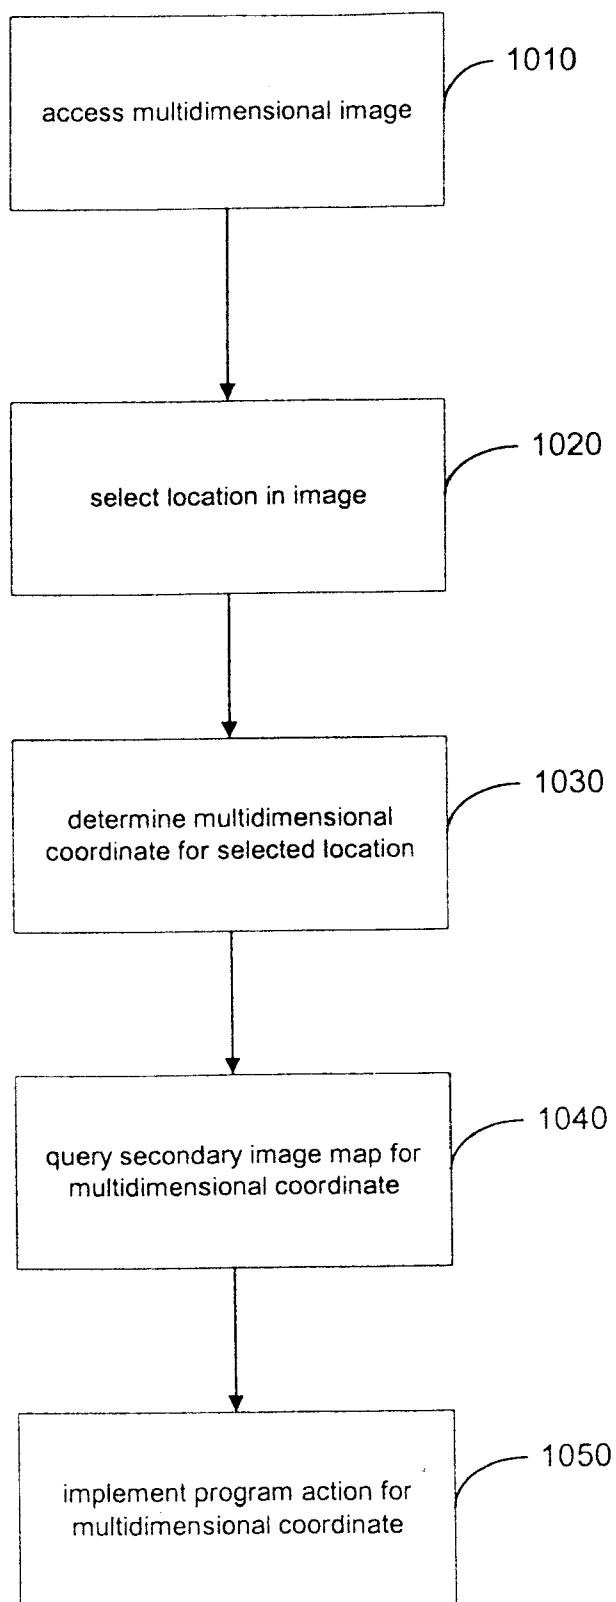 access multidimensional image
1010
select location in image
1020
determine multidimensional
coordinate for selected location
1030
query secondary image map for
multidimensional coordinate
1040
implement program action for
multidimensional coordinate
1050